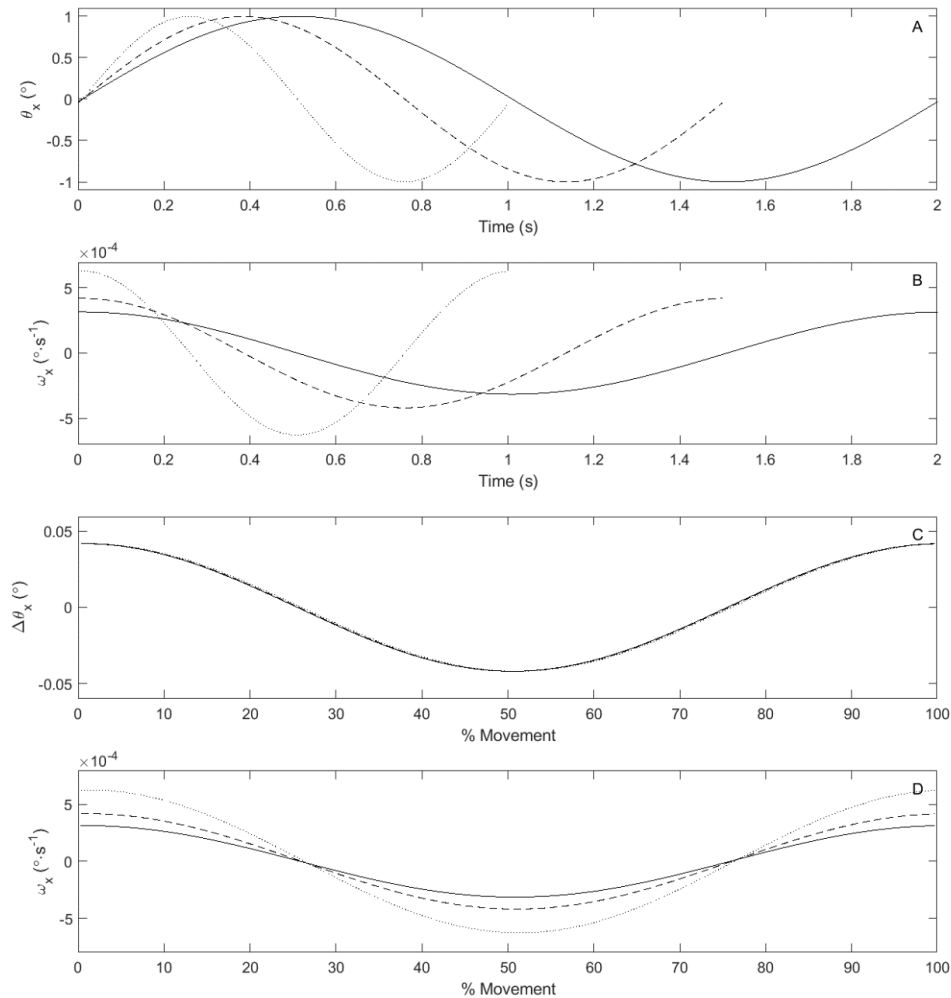 A
θx (°)
1
0.5
0
-0.5
-1
0 0.2 0.4 0.6 0.8 1 1.2 1.4 1.6 1.8 2
Time (s)
×10-4
B
ωx (°·s-1)
5
0
-5
0 0.2 0.4 0.6 0.8 1 1.2 1.4 1.6 1.8 2
Time (s)
C
Δθx (°)
0.05
0
-0.05
0 10 20 30 40 50 60 70 80 90 100
% Movement
×10-4
D
ωx (°·s-1)
5
0
-5
0 10 20 30 40 50 60 70 80 90 100
% Movement